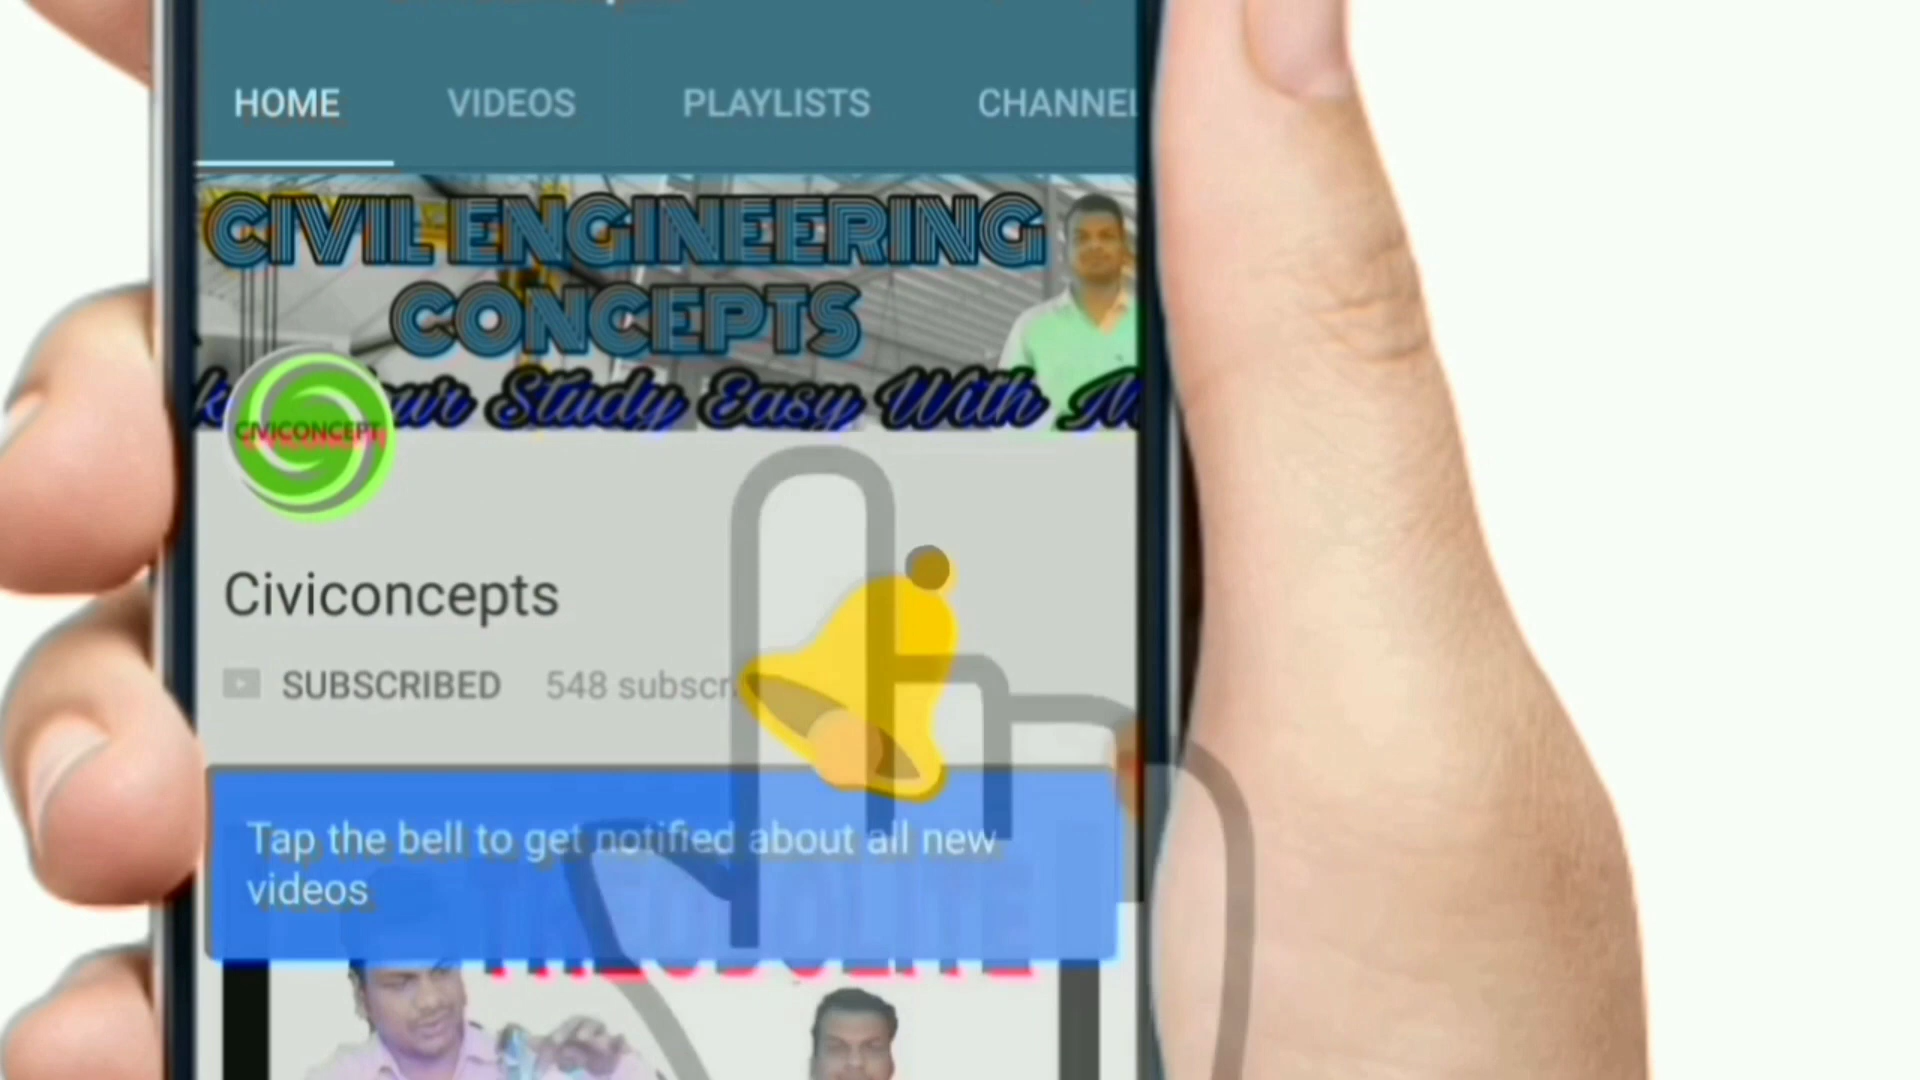 HOME VIDEOS PLAYLISTS CHANNEL
CIVIL ENGINEERING
CONCEPTS
Study Easy With
CIVICONCEPT
Civiconcepts
SUBSCRIBED 548 subscr
Tap the bell to get notified about all new
videos
THEODOLITE